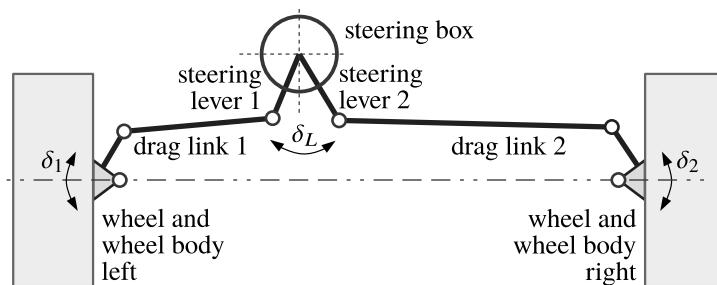 steering box
steering
lever 1
steering
lever 2
δL
drag link 1
drag link 2
δ1
δ2
wheel and
wheel body
left
wheel and
wheel body
right